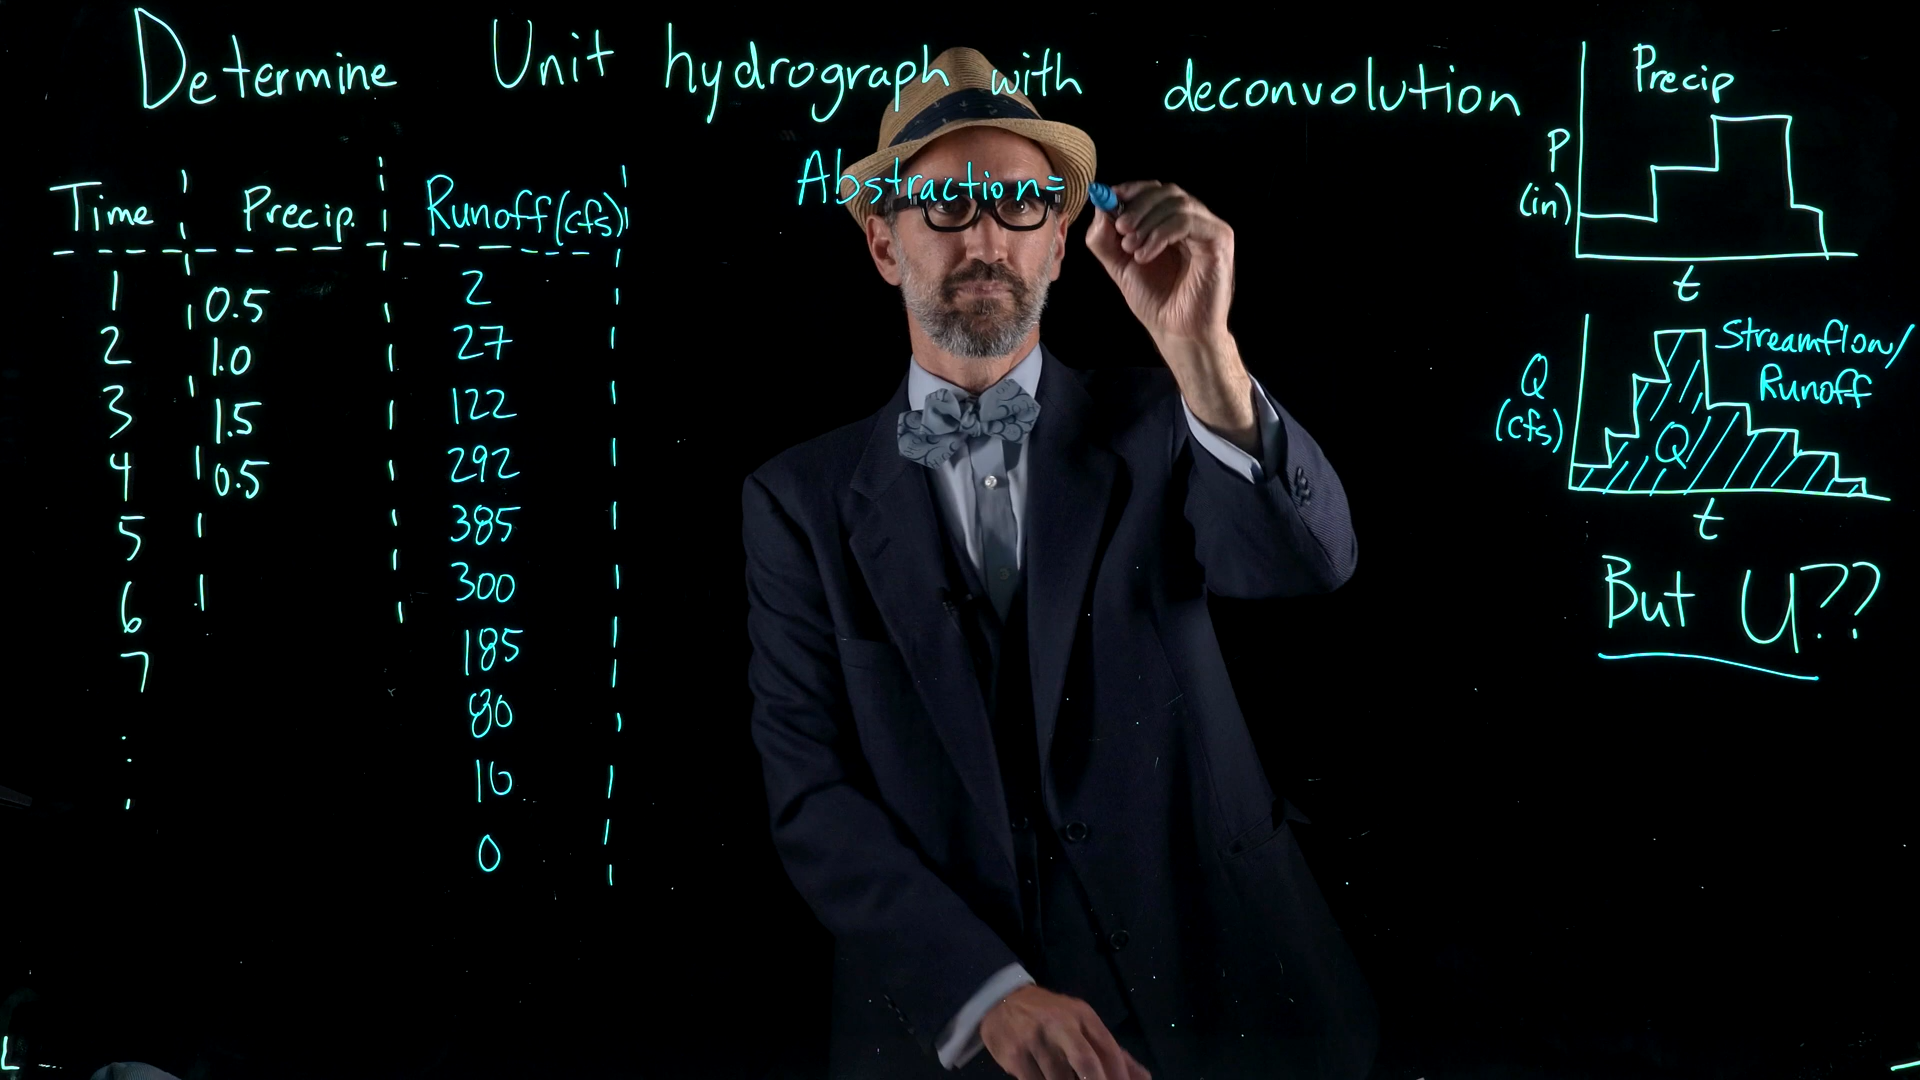 Determine Unit hydrograph with deconvolution
Abstraction=
Time Precip. Runoff (cfs)
1 0.5 2
2 1.0 27
3 1.5 122
4 0.5 292
5 385
6 300
7 185
80
10
0
Precip
P
(in)
t
Streamflow/
Runoff
Q
(cfs)
Q
t
But U??